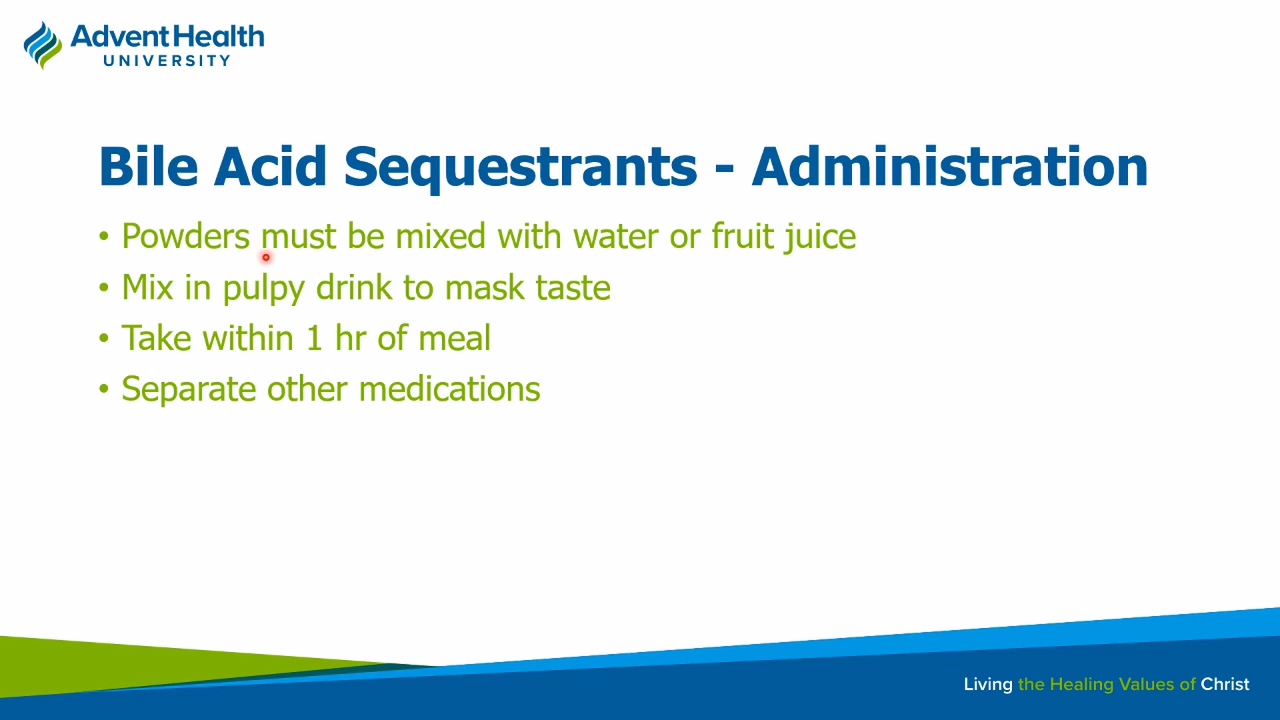 AdventHealth
UNIVERSITY
Bile Acid Sequestrants - Administration
• Powders must be mixed with water or fruit juice
• Mix in pulpy drink to mask taste
• Take within 1 hr of meal
• Separate other medications
Living the Healing Values of Christ